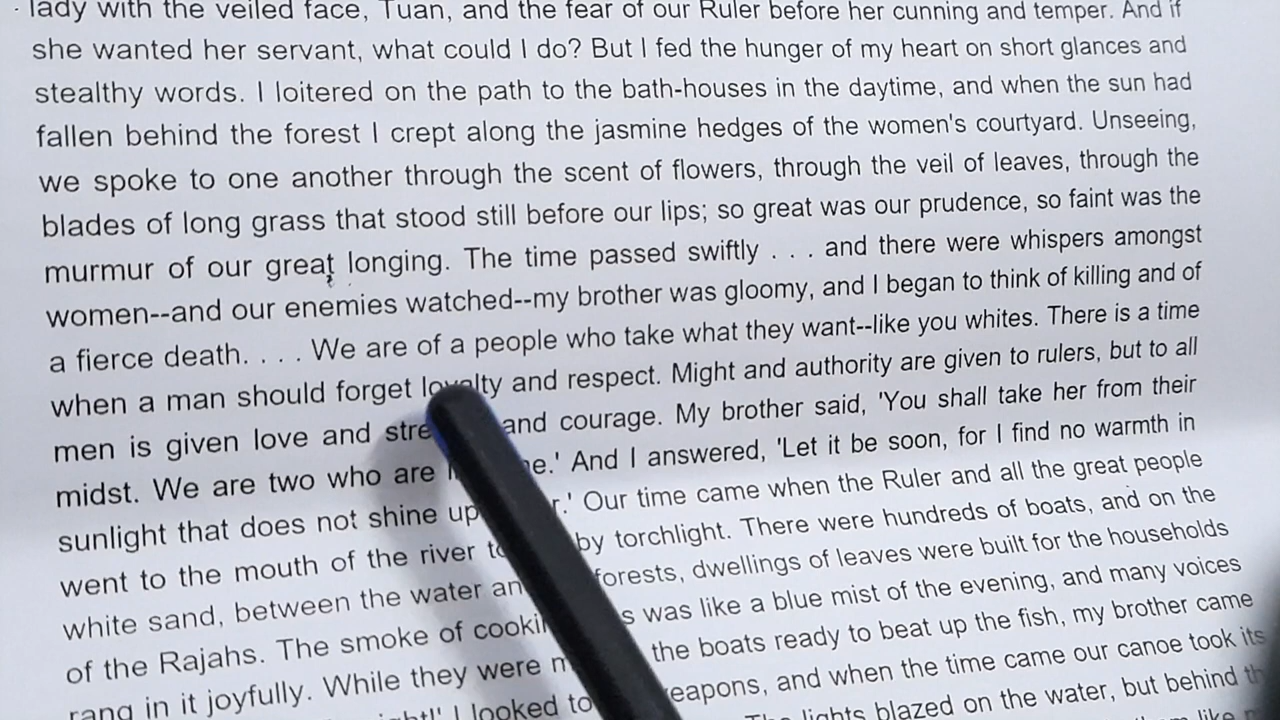 lady with the veiled face, Tuan, and the fear of our Ruler before her cunning and temper. And if
she wanted her servant, what could I do? But I fed the hunger of my heart on short glances and
stealthy words. I loitered on the path to the bath-houses in the daytime, and when the sun had
fallen behind the forest I crept along the jasmine hedges of the women's courtyard. Unseeing,
we spoke to one another through the scent of flowers, through the veil of leaves, through the
blades of long grass that stood still before our lips; so great was our prudence, so faint was the
murmur of our great longing. The time passed swiftly . . . and there were whispers amongst
women--and our enemies watched--my brother was gloomy, and I began to think of killing and of
a fierce death. . . . We are of a people who take what they want--like you whites. There is a time
when a man should forget loyalty and respect. Might and authority are given to rulers, but to all
men is given love and and courage. My brother said, 'You shall take her from their
midst. We are two who are And I answered, 'Let it be soon, for I find no warmth in
sunlight that does not shine Our time came when the Ruler and all the great people
went to the mouth of the river by torchlight. There were hundreds of boats, and on the
white sand, between the water forests, dwellings of leaves were built for the households
of the Rajahs. The smoke of was like a blue mist of the evening, and many voices
rang in it joyfully. While they were the boats ready to beat up the fish, my brother came
I looked to and when the time came our canoe took its
lights blazed on the water, but behind
like